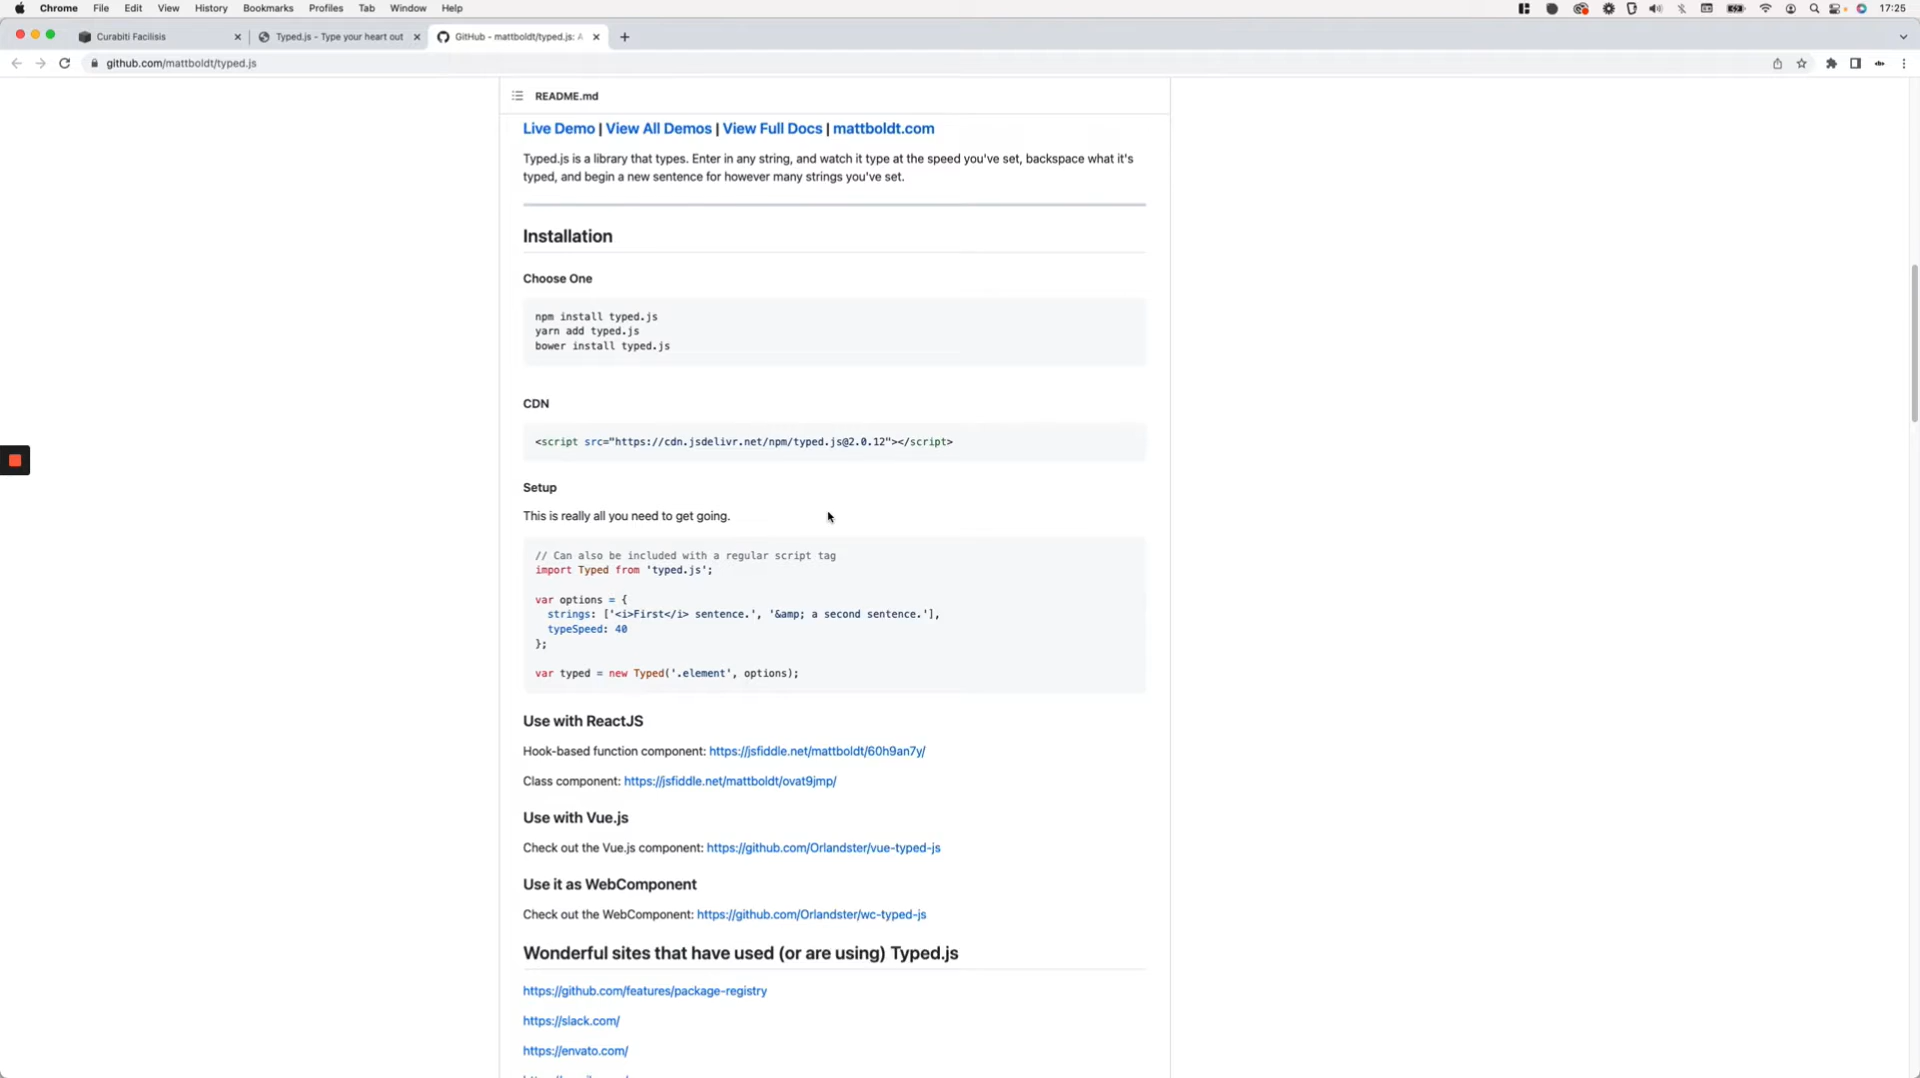 Chrome File Edit View History Bookmarks Profiles Tab Window Help 17:25
Curabiti Facilisis Typed.js - Type your heart out GitHub - mattboldt/typed.js: A
github.com/mattboldt/typed.js
README.md
Live Demo | View All Demos | View Full Docs | mattboldt.com
Typed.js is a library that types. Enter in any string, and watch it type at the speed you've set, backspace what it's
typed, and begin a new sentence for however many strings you've set.
Installation
Choose One
npm install typed.js
yarn add typed.js
bower install typed.js
CDN
<script src="https://cdn.jsdelivr.net/npm/typed.js@2.0.12"></script>
Setup
This is really all you need to get going.
// Can also be included with a regular script tag
import Typed from 'typed.js';
var options = {
strings: ['<i>First</i> sentence.', '&amp; a second sentence.'],
typeSpeed: 40
};
var typed = new Typed('.element', options);
Use with ReactJS
Hook-based function component: https://jsfiddle.net/mattboldt/60h9an7y/
Class component: https://jsfiddle.net/mattboldt/ovat9jmp/
Use with Vue.js
Check out the Vue.js component: https://github.com/Orlandster/vue-typed-js
Use it as WebComponent
Check out the WebComponent: https://github.com/Orlandster/wc-typed-js
Wonderful sites that have used (or are using) Typed.js
https://github.com/features/package-registry
https://slack.com/
https://envato.com/